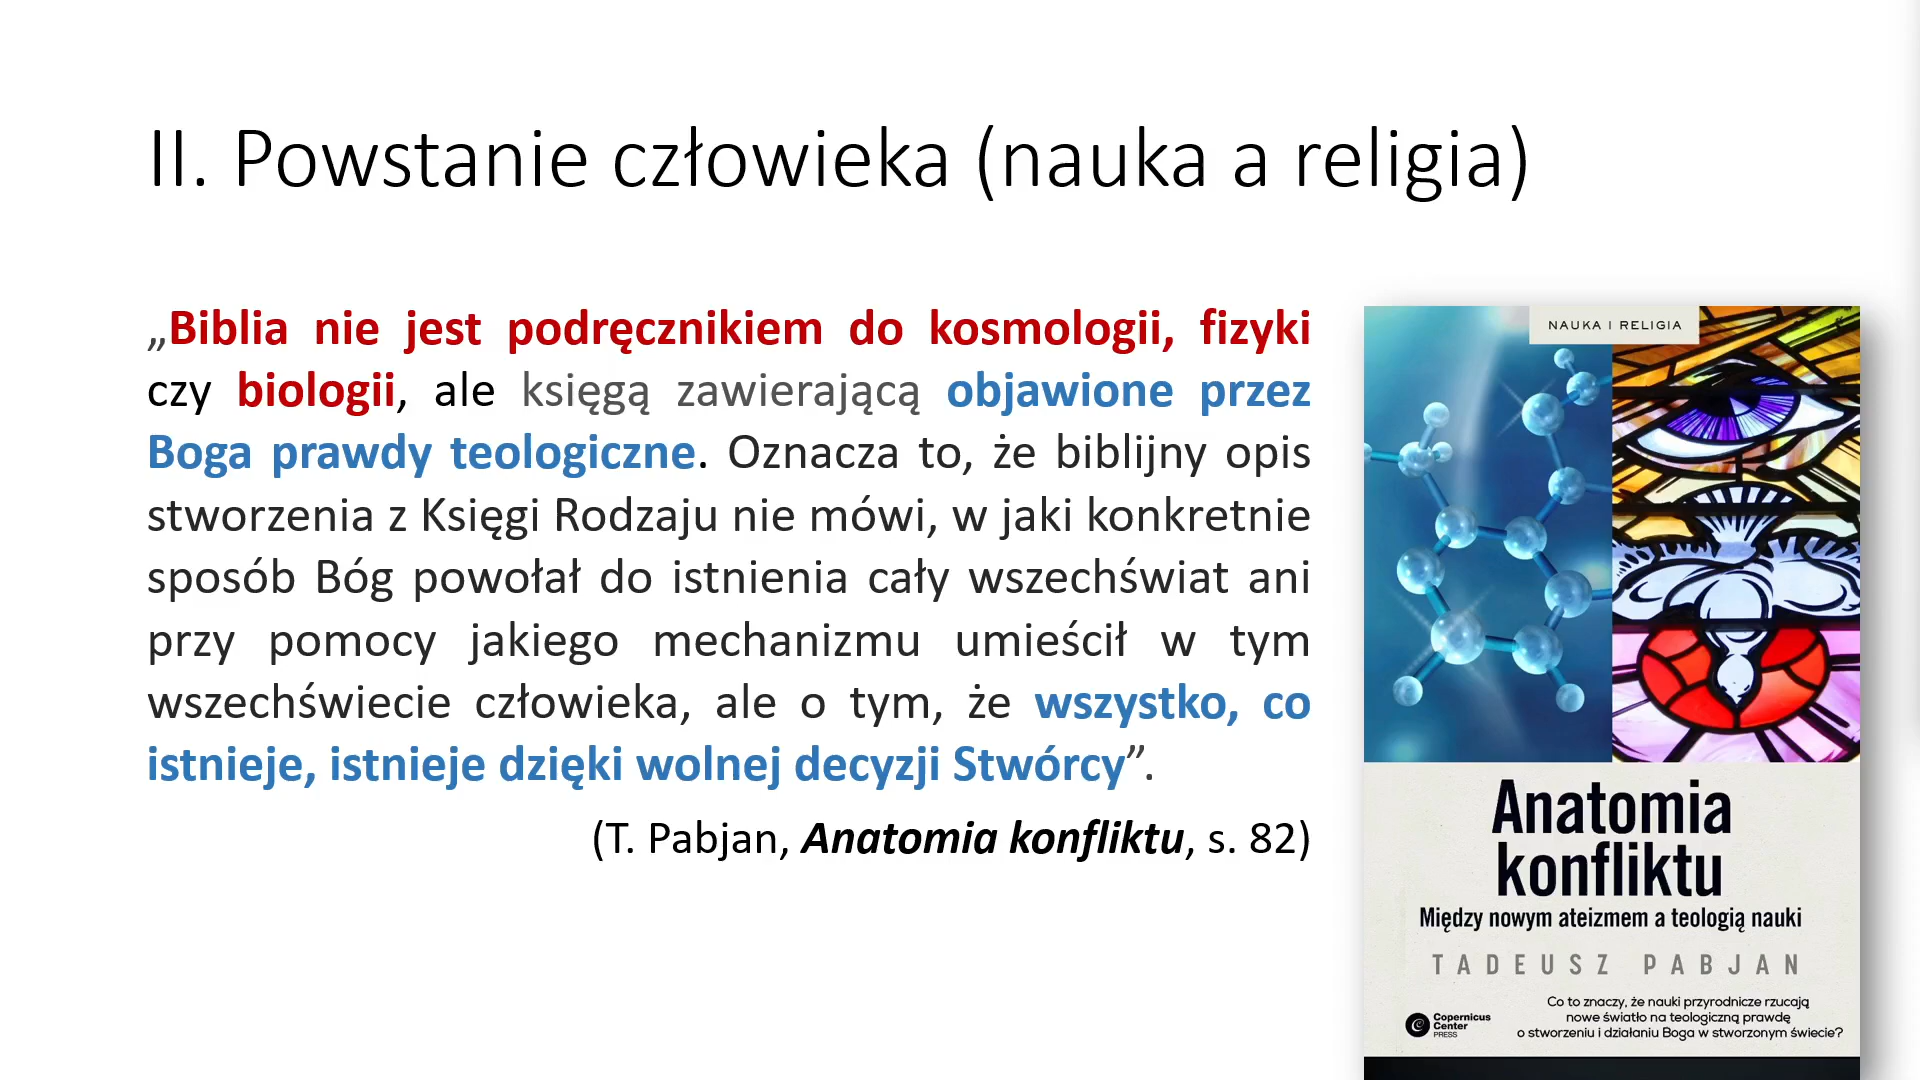 II. Powstanie człowieka (nauka a religia)
„Biblia nie jest podręcznikiem do kosmologii, fizyki
czy biologii, ale księgą zawierającą objawione przez
Boga prawdy teologiczne. Oznacza to, że biblijny opis
stworzenia z Księgi Rodzaju nie mówi, w jaki konkretnie
sposób Bóg powołał do istnienia cały wszechświat ani
przy pomocy jakiego mechanizmu umieścił w tym
wszechświecie człowieka, ale o tym, że wszystko, co
istnieje, istnieje dzięki wolnej decyzji Stwórcy”.
(T. Pabjan, Anatomia konfliktu, s. 82)
NAUKA I RELIGIA
Anatomia
konfliktu
Między nowym ateizmem a teologią nauki
TADEUSZ PABJAN
Co to znaczy, że nauki przyrodnicze rzucają
nowe światło na teologiczną prawdę
o stworzeniu i działaniu Boga w stworzonym świecie?
Copernicus
Center
PRESS